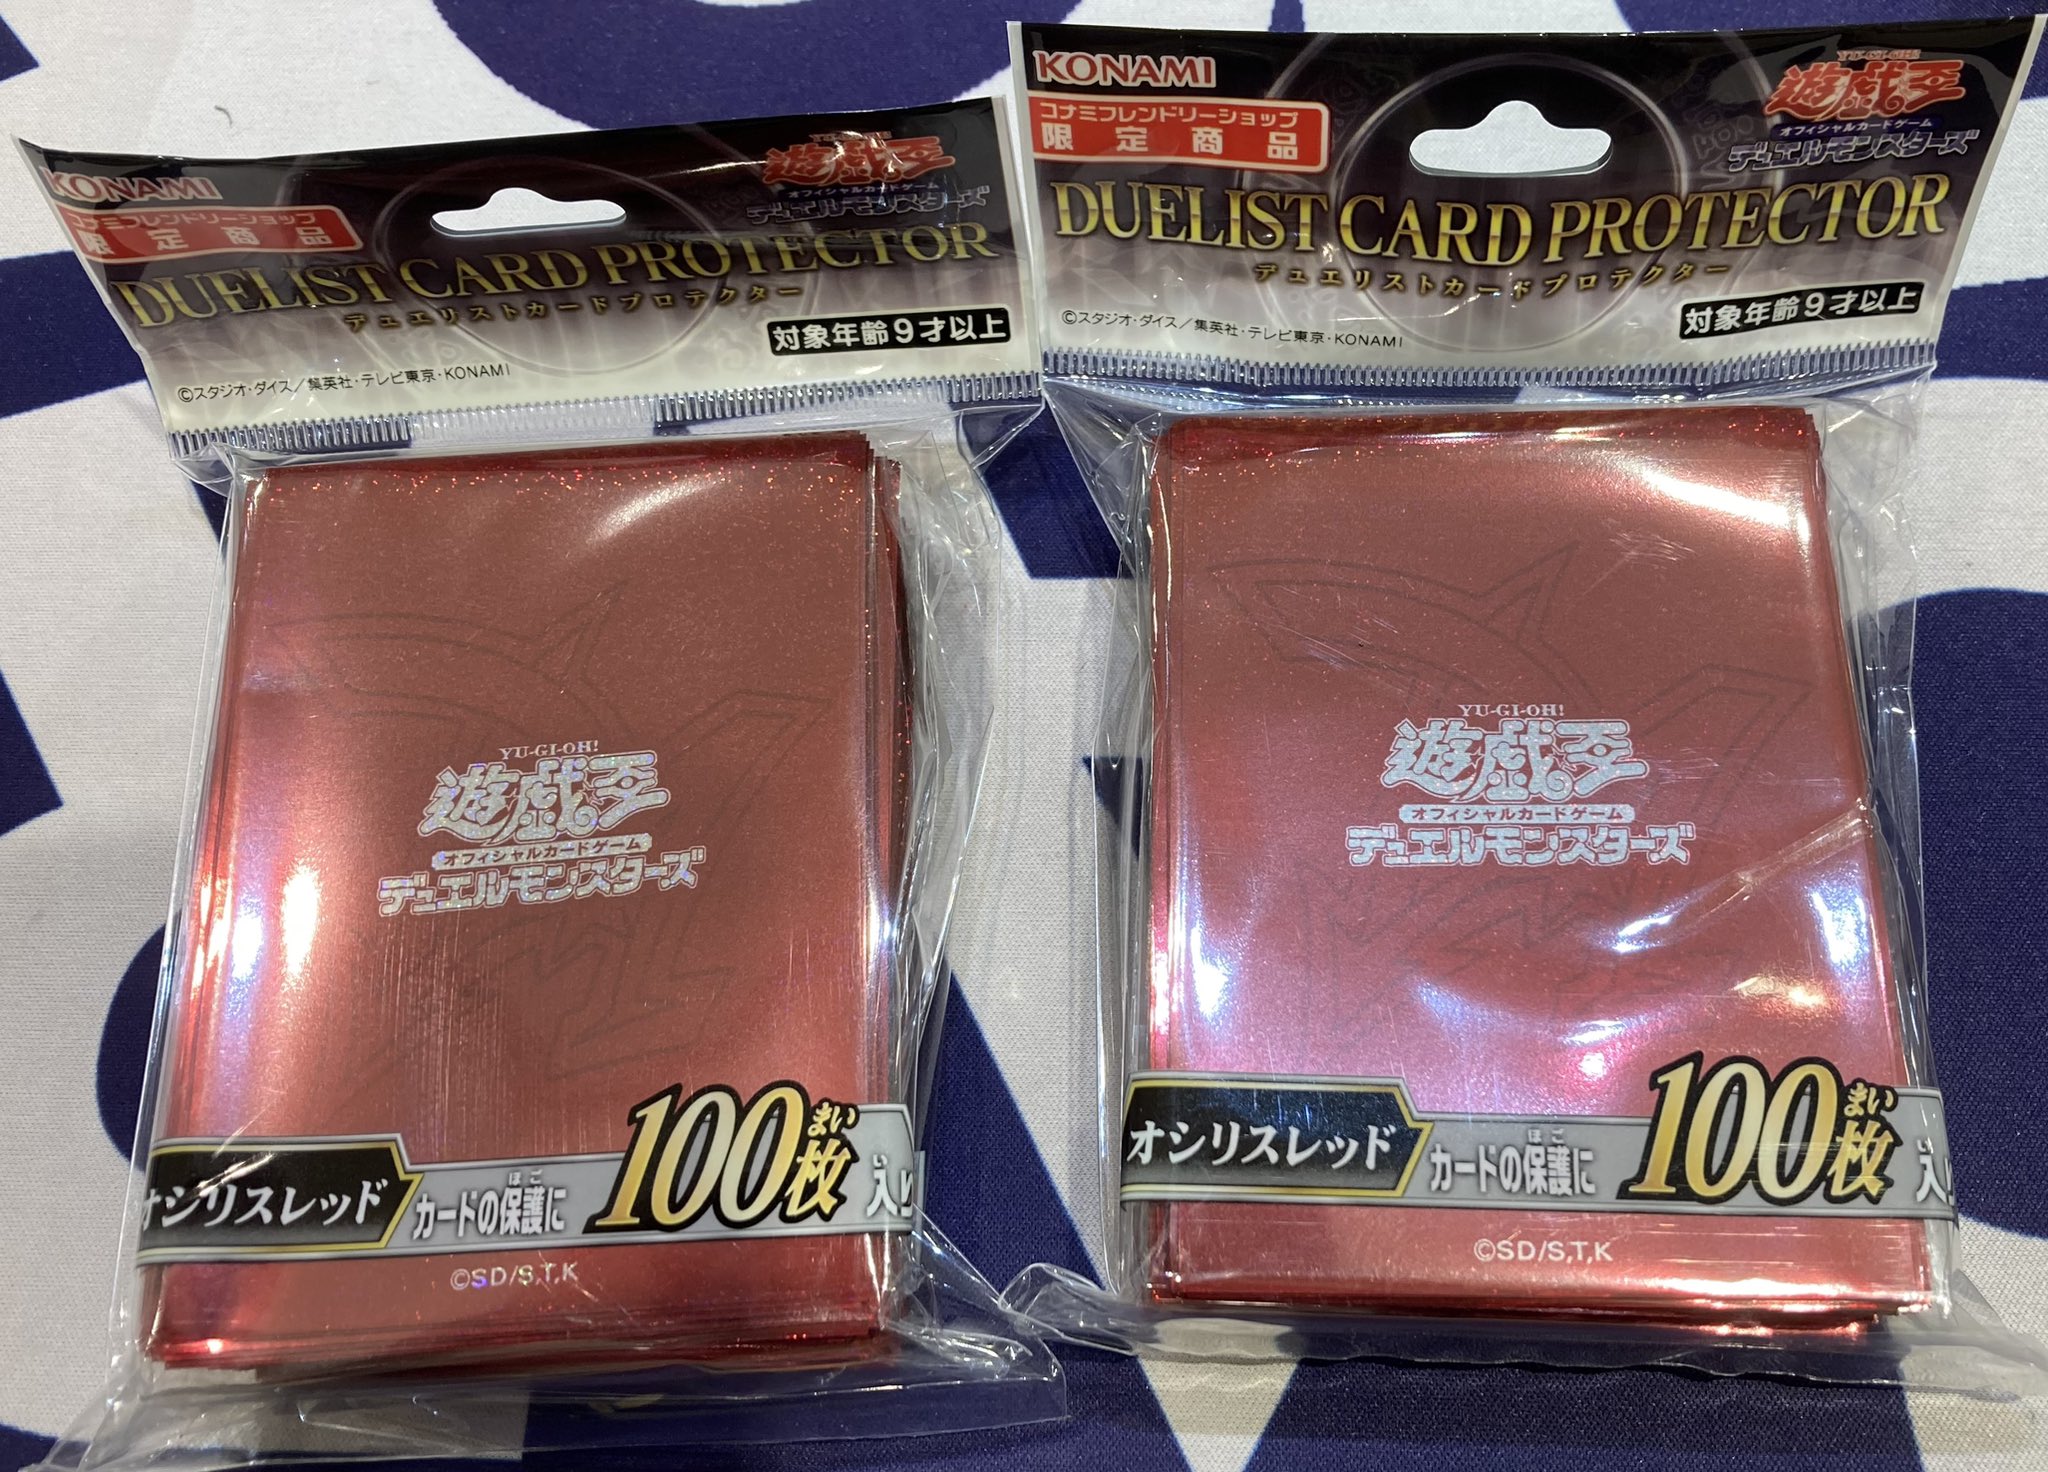 KONAMI
コナミフレンドリーショップ
限定商品
YU-GI-OH!
遊戯王
オフィシャルカードゲーム
デュエルモンスターズ
DUELIST CARD PROTECTOR
デュエリストカードプロテクター
対象年齢9才以上
©スタジオ・ダイス/集英社・テレビ東京・KONAMI
YU-GI-OH!
遊戯王
オフィシャルカードゲーム
デュエルモンスターズ
オシリスレッド
ほご
カードの保護に
まい
100枚
い
入り
©SD/S,T,K
KONAMI
コナミフレンドリーショップ
限定商品
YU-GI-OH!
遊戯王
オフィシャルカードゲーム
デュエルモンスターズ
DUELIST CARD PROTECTOR
デュエリストカードプロテクター
対象年齢9才以上
©スタジオ・ダイス/集英社・テレビ東京・KONAMI
YU-GI-OH!
遊戯王
オフィシャルカードゲーム
デュエルモンスターズ
オシリスレッド
ほご
カードの保護に
まい
100枚
い
入り
©SD/S,T,K